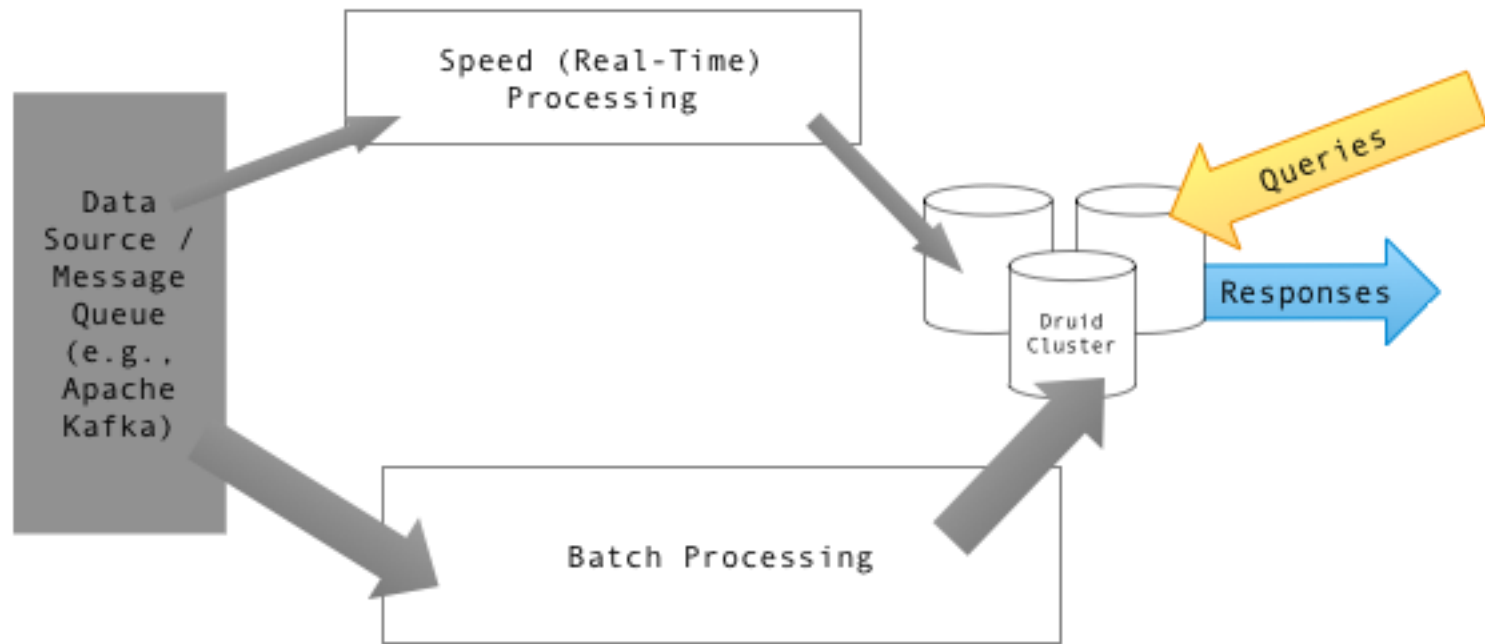 Speed (Real-Time)
Processing
Data
Source /
Message
Queue
(e.g.,
Apache
Kafka)
Queries
Responses
Druid
Cluster
Batch Processing